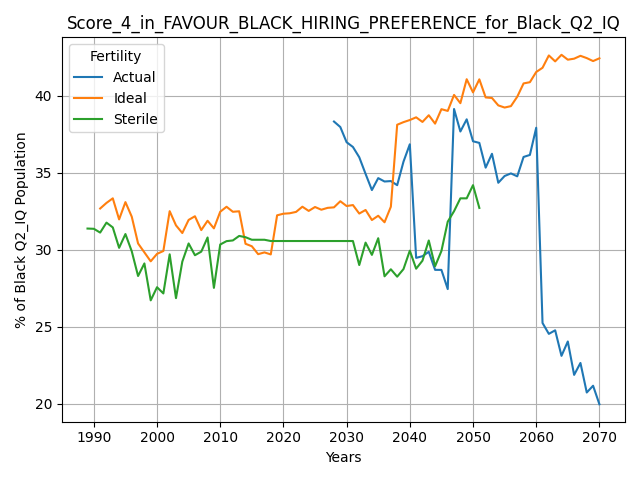 Score_4_in_FAVOUR_BLACK_HIRING_PREFERENCE_for_Black_Q2_IQ
Fertility
Actual
Ideal
Sterile
% of Black Q2_IQ Population
40
35
30
25
20
1990 2000 2010 2020 2030 2040 2050 2060 2070
Years